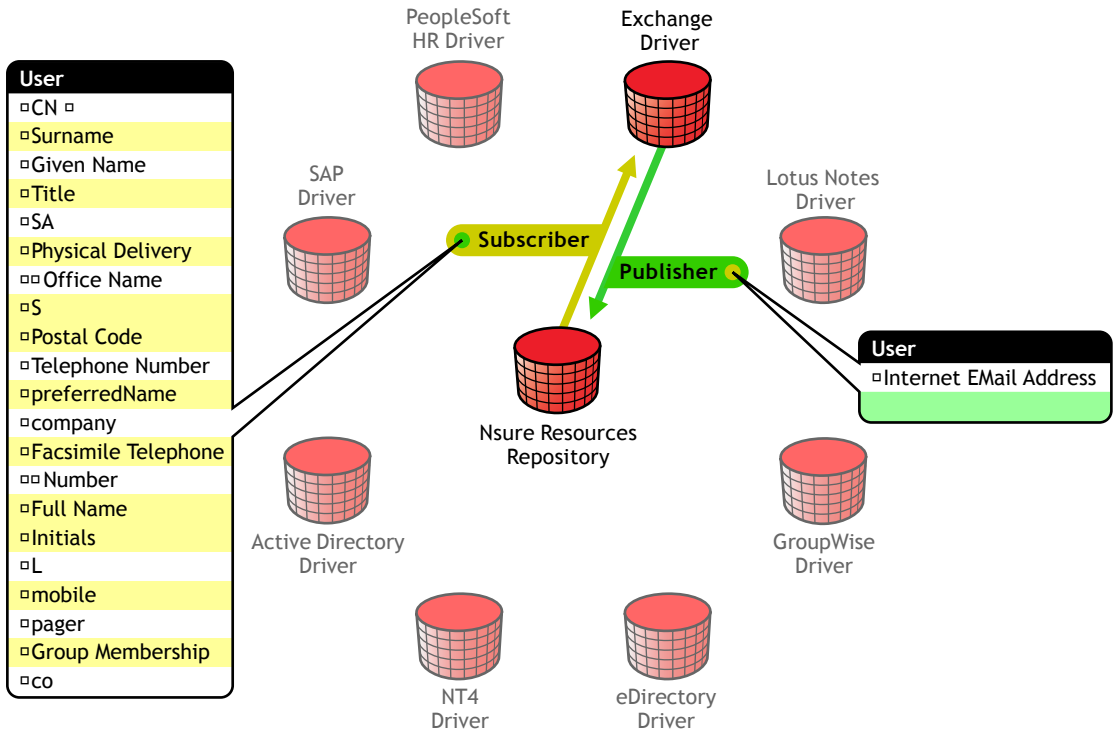 PeopleSoft
HR Driver
Exchange
Driver
User
CN
Surname
Given Name
Title
SA
Physical Delivery
Office Name
S
Postal Code
Telephone Number
preferredName
company
Facsimile Telephone
Number
Full Name
Initials
L
mobile
pager
Group Membership
co
SAP
Driver
Lotus Notes
Driver
Subscriber
Publisher
User
Internet EMail Address
Nsure Resources
Repository
Active Directory
Driver
GroupWise
Driver
NT4
Driver
eDirectory
Driver